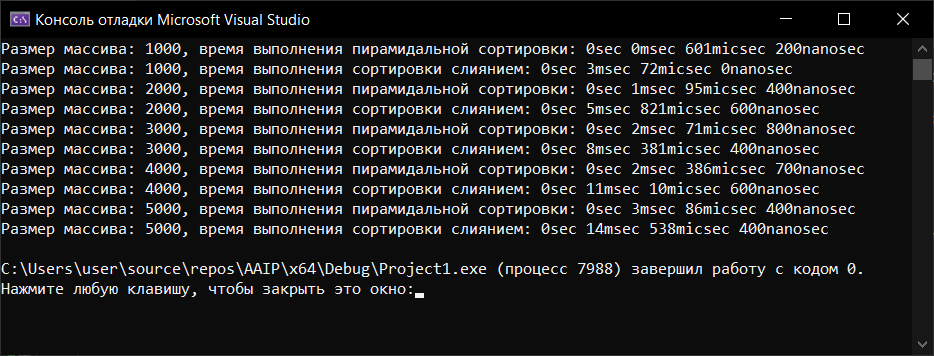 Консоль отладки Microsoft Visual Studio
Размер массива: 1000, время выполнения пирамидальной сортировки: 0sec 0msec 601micsec 200nanosec
Размер массива: 1000, время выполнения сортировки слиянием: 0sec 3msec 72micsec 0nanosec
Размер массива: 2000, время выполнения пирамидальной сортировки: 0sec 1msec 95micsec 400nanosec
Размер массива: 2000, время выполнения сортировки слиянием: 0sec 5msec 821micsec 600nanosec
Размер массива: 3000, время выполнения пирамидальной сортировки: 0sec 2msec 71micsec 800nanosec
Размер массива: 3000, время выполнения сортировки слиянием: 0sec 8msec 381micsec 400nanosec
Размер массива: 4000, время выполнения пирамидальной сортировки: 0sec 2msec 386micsec 700nanosec
Размер массива: 4000, время выполнения сортировки слиянием: 0sec 11msec 10micsec 600nanosec
Размер массива: 5000, время выполнения пирамидальной сортировки: 0sec 3msec 86micsec 400nanosec
Размер массива: 5000, время выполнения сортировки слиянием: 0sec 14msec 538micsec 400nanosec
C:\Users\user\source\repos\AAIP\x64\Debug\Project1.exe (процесс 7988) завершил работу с кодом 0.
Нажмите любую клавишу, чтобы закрыть это окно: